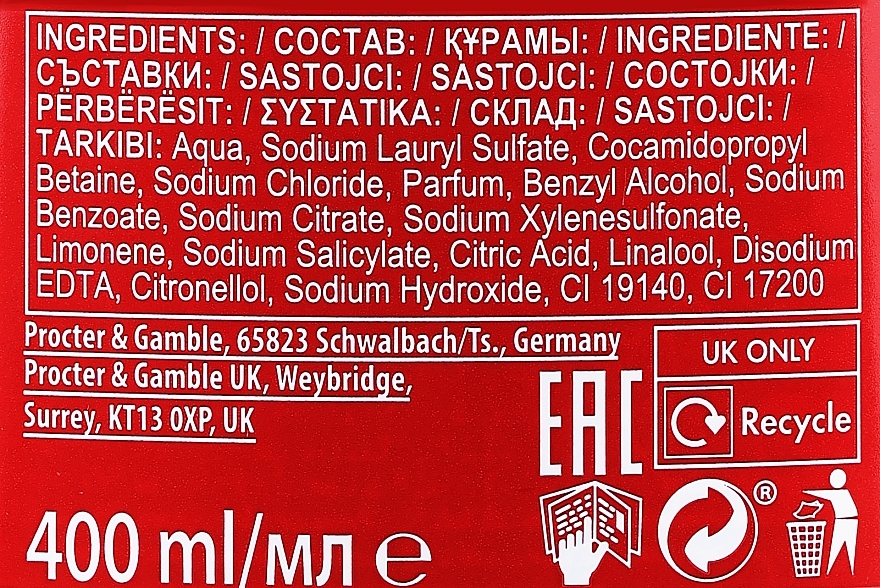 INGREDIENTS: / СОСТАВ: / ҚҰРАМЫ: / INGREDIENTE: /
СЪСТАВКИ: / SASTOJCI: / SASTOJCI: / СОСТОЈКИ: /
PËRBËRËSIT: / ΣΥΣΤΑΤΙΚΑ: / СКЛАД: / SASTOJCI: /
TARKIBI: Aqua, Sodium Lauryl Sulfate, Cocamidopropyl
Betaine, Sodium Chloride, Parfum, Benzyl Alcohol, Sodium
Benzoate, Sodium Citrate, Sodium Xylenesulfonate,
Limonene, Sodium Salicylate, Citric Acid, Linalool, Disodium
EDTA, Citronellol, Sodium Hydroxide, CI 19140, CI 17200
Procter & Gamble, 65823 Schwalbach/Ts., Germany
Procter & Gamble UK, Weybridge,
Surrey, KT13 0XP, UK
UK ONLY
Recycle
EAC
®
400 ml/мл ℮